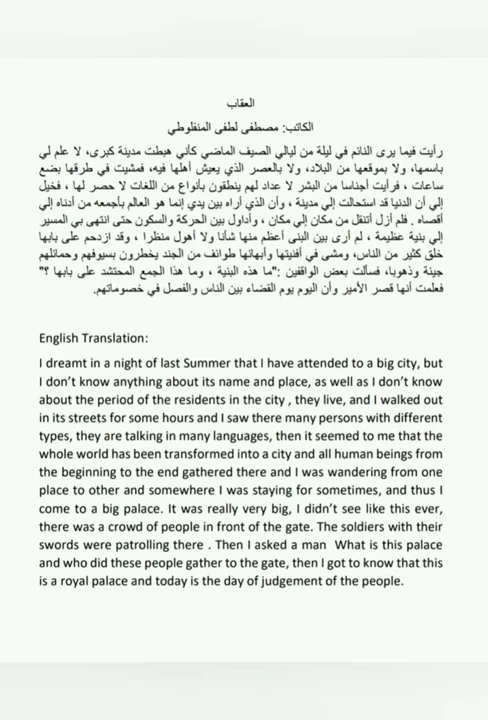 العقاب
الكاتب: مصطفى لطفى المنفلوطي
رأيت فيما يرى النائم في ليلة من ليالي الصيف الماضي كأني هبطت مدينة كبرى، لا علم لي
باسمها، ولا بموقعها من البلاد، ولا بالعصر الذي يعيش أهلها فيه، فمشيت في طرقها بضع
ساعات ، فرأيت أجناسا من البشر لا عداد لهم ينطقون بأنواع من اللغات لا حصر لها ، فخيل
إلي أن الدنيا قد استحالت إلي مدينة ، وأن الذي أراه بين يدي إنما هو العالم بأجمعه من أدناه إلي
أقصاه . فلم أزل أتنقل من مكان إلي مكان ، وأداول بين الحركة والسكون حتى انتهى بي المسير
إلي بنية عظيمة ، لم أرى بين البنى أعظم منها شأنا ولا أهول منظرا ، وقد ازدحم على بابها
خلق كثير من الناس، ومشى في أفنيتها وأبهائها طوائف من الجند يخطرون بسيوفهم وحمائلهم
جيئة وذهوبا، فسألت بعض الواقفين :"ما هذه البنية ، وما هذا الجمع المحتشد على بابها ؟"
فعلمت أنها قصر الأمير وأن اليوم يوم القضاء بين الناس والفصل في خصوماتهم.
English Translation:
I dreamt in a night of last Summer that I have attended to a big city, but
I don't know anything about its name and place, as well as I don't know
about the period of the residents in the city , they live, and I walked out
in its streets for some hours and I saw there many persons with different
types, they are talking in many languages, then it seemed to me that the
whole world has been transformed into a city and all human beings from
the beginning to the end gathered there and I was wandering from one
place to other and somewhere I was staying for sometimes, and thus I
come to a big palace. It was really very big, I didn't see like this ever,
there was a crowd of people in front of the gate. The soldiers with their
swords were patrolling there . Then I asked a man  What is this palace
and who did these people gather to the gate, then I got to know that this
is a royal palace and today is the day of judgement of the people.